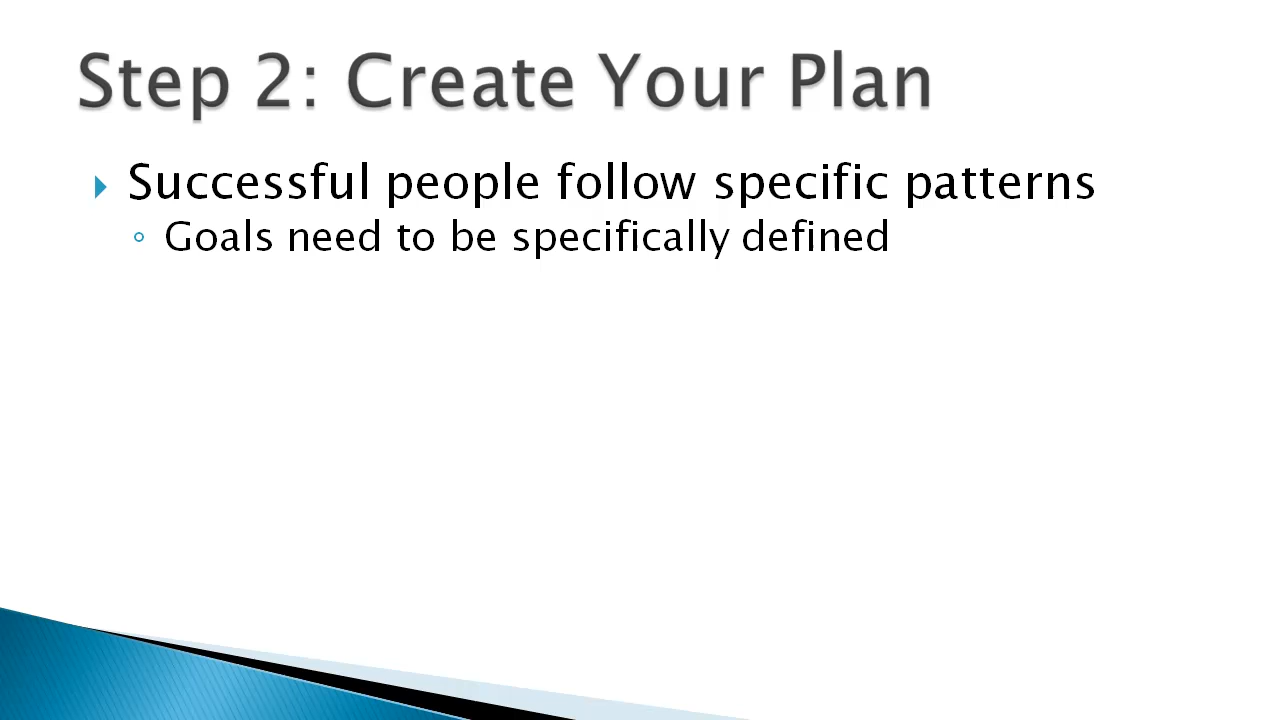 Step 2: Create Your Plan
Successful people follow specific patterns
Goals need to be specifically defined